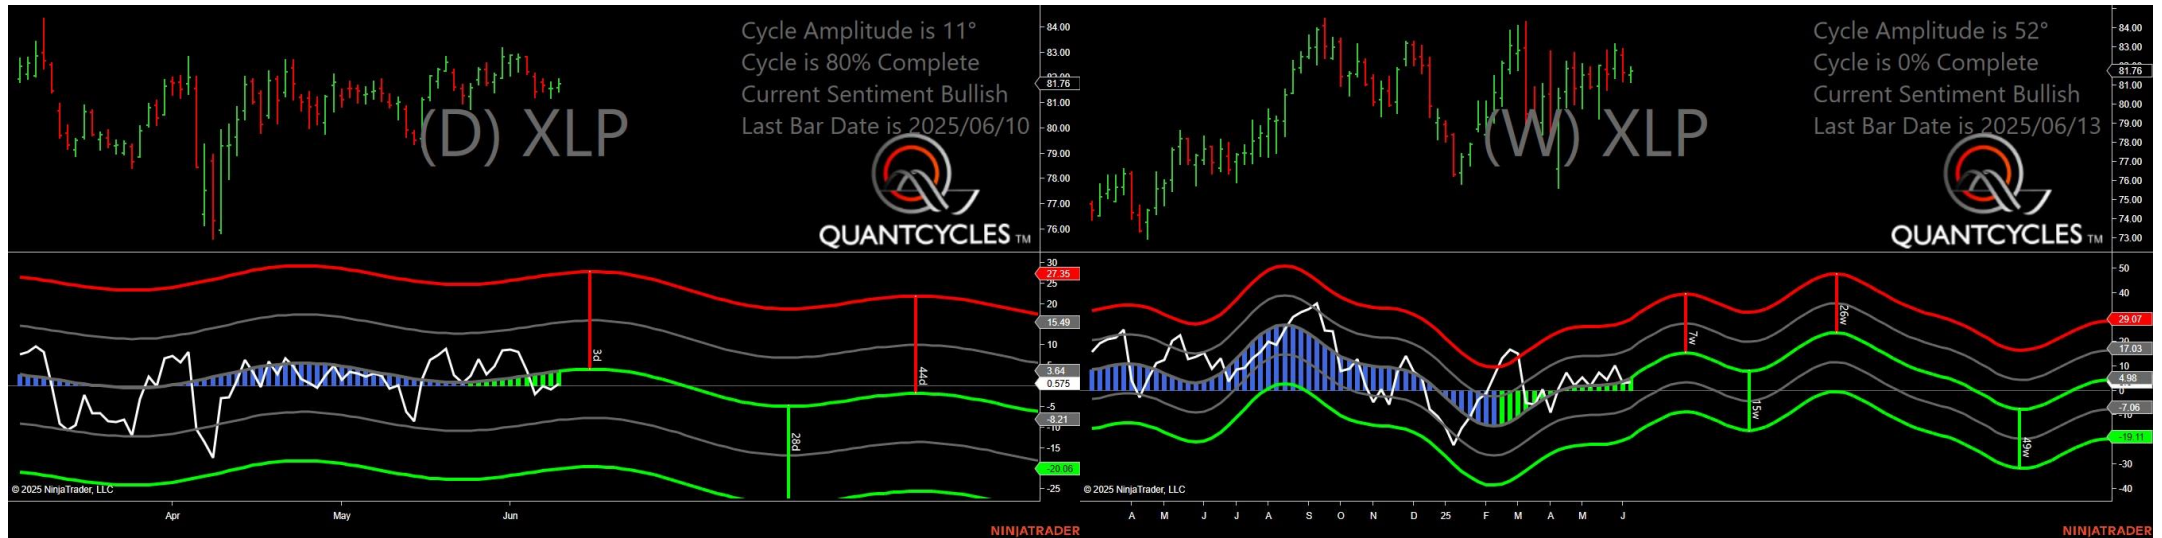 Cycle Amplitude is 11°
Cycle is 80% Complete
Current Sentiment Bullish
Last Bar Date is 2025/06/10
(D) XLP
QUANTCYCLES TM
84.00
83.00
81.76
81.00
80.00
79.00
78.00
77.00
76.00
30
27.35
25
20
15.49
10
3.64
0.575
-5
-8.21
-10
-15
-20.06
-25
3d
28d
44d
© 2025 NinjaTrader, LLC
Apr May Jun
NINJATRADER
Cycle Amplitude is 52°
Cycle is 0% Complete
Current Sentiment Bullish
Last Bar Date is 2025/06/13
(W) XLP
QUANTCYCLES TM
84.00
83.00
81.76
81.00
80.00
79.00
78.00
77.00
76.00
75.00
74.00
73.00
50
40
29.07
17.03
10
4.98
-7.06
-10
-19.11
-30
-40
7w
15w
26w
49w
© 2025 NinjaTrader, LLC
A M J J A S O N D 25 F M A M J
NINJATRADER